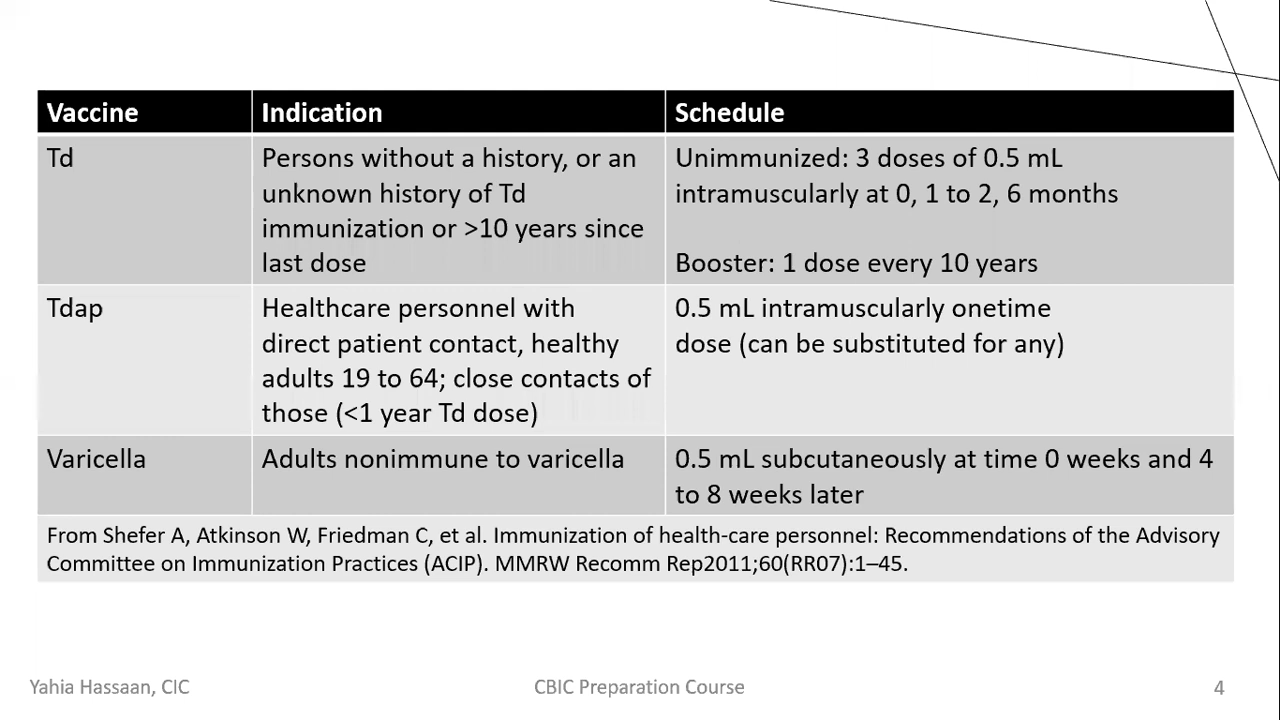 Vaccine
Indication
Schedule
Td
Persons without a history, or an
unknown history of Td
immunization or >10 years since
last dose
Unimmunized: 3 doses of 0.5 mL
intramuscularly at 0, 1 to 2, 6 months
Booster: 1 dose every 10 years
Tdap
Healthcare personnel with
direct patient contact, healthy
adults 19 to 64; close contacts of
those (<1 year Td dose)
0.5 mL intramuscularly onetime
dose (can be substituted for any)
Varicella
Adults nonimmune to varicella
0.5 mL subcutaneously at time 0 weeks and 4
to 8 weeks later
From Shefer A, Atkinson W, Friedman C, et al. Immunization of health-care personnel: Recommendations of the Advisory
Committee on Immunization Practices (ACIP). MMRW Recomm Rep2011;60(RR07):1–45.
Yahia Hassaan, CIC
CBIC Preparation Course
4